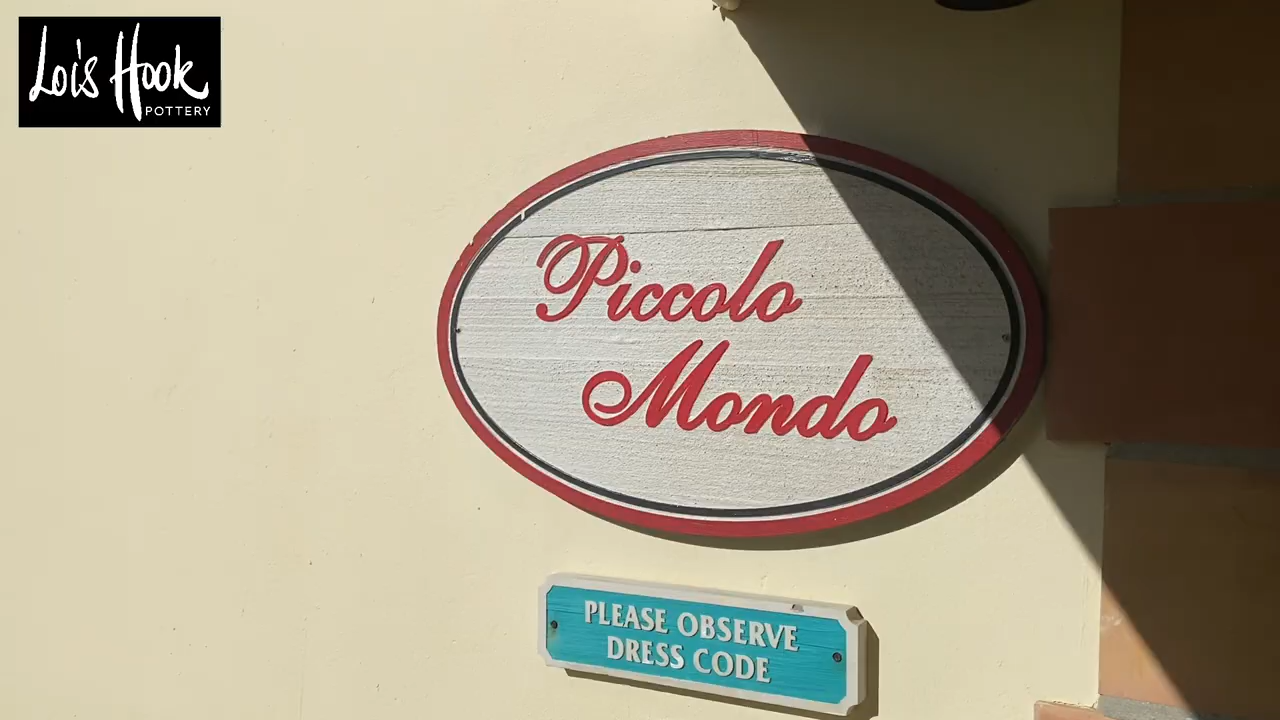 Lois Hook
POTTERY
Piccolo
Mondo
PLEASE OBSERVE
DRESS CODE